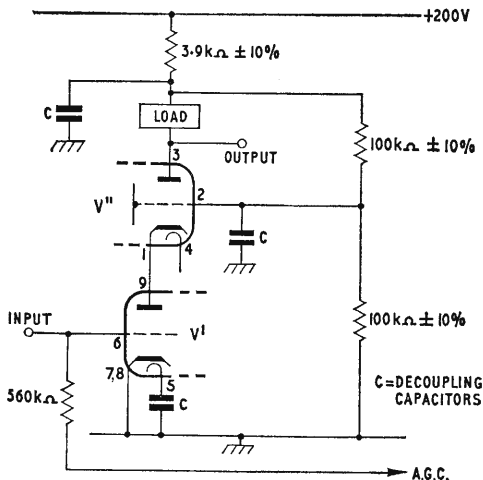 +200V
3·9kΩ ±10%
C
LOAD
3
OUTPUT
100kΩ ±10%
2
V"
C
1
4
9
INPUT
6
V'
100kΩ ±10%
7,8
5
C
560kΩ
C=DECOUPLING
CAPACITORS
A.G.C.